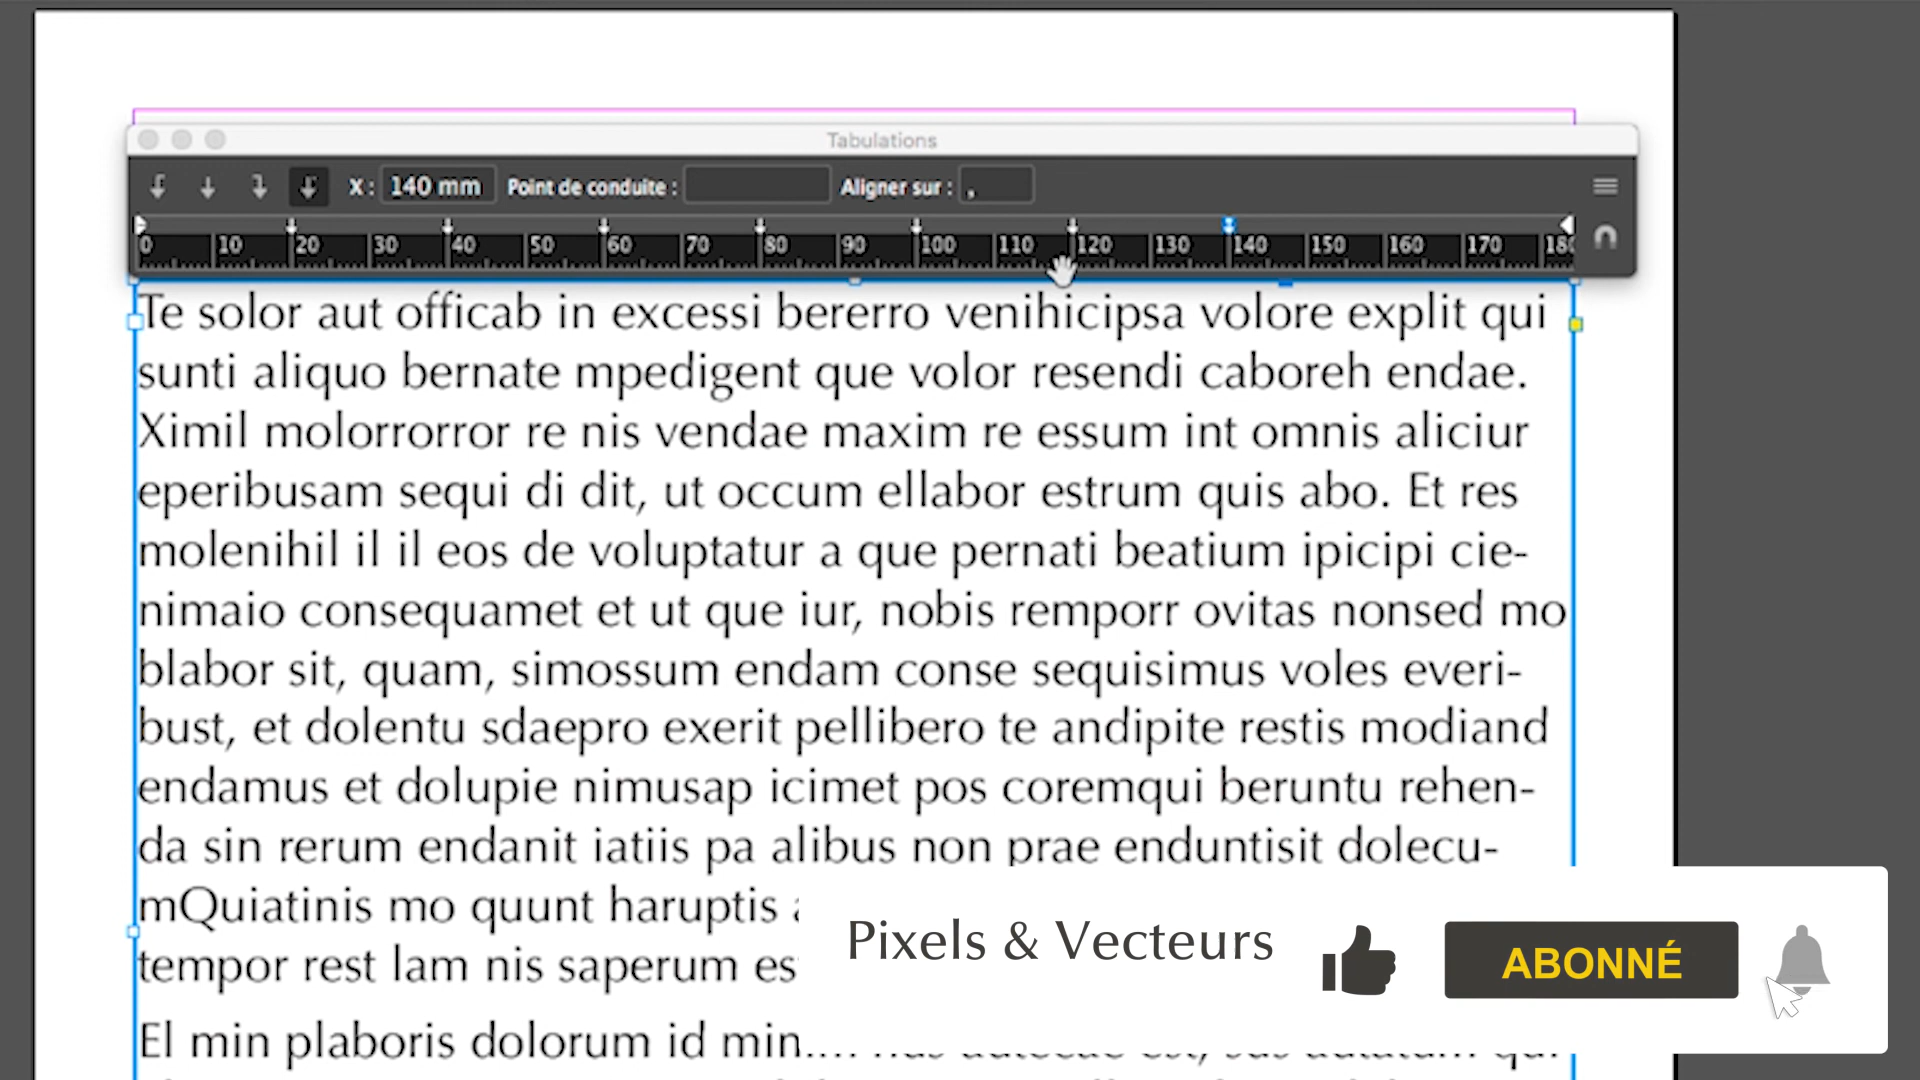 Tabulations
X : 140 mm Point de conduite : Aligner sur : ,
0 10 20 30 40 50 60 70 80 90 100 110 120 130 140 150 160 170 180
Te solor aut officab in excessi bererro venihicipsa volore explit qui
sunti aliquo bernate mpedigent que volor resendi caboreh endae.
Ximil molorrorror re nis vendae maxim re essum int omnis aliciur
eperibusam sequi di dit, ut occum ellabor estrum quis abo. Et res
molenihil il il eos de voluptatur a que pernati beatium ipicipi cie-
nimaio consequamet et ut que iur, nobis remporr ovitas nonsed mo
blabor sit, quam, simossum endam conse sequisimus voles everi-
bust, et dolentu sdaepro exerit pellibero te andipite restis modiand
endamus et dolupie nimusap icimet pos coremqui beruntu rehen-
da sin rerum endanit iatiis pa alibus non prae enduntisit dolecu-
mQuiatinis mo quunt haruptis
tempor rest lam nis saperum es
El min plaboris dolorum id min
Pixels & Vecteurs
ABONNÉ